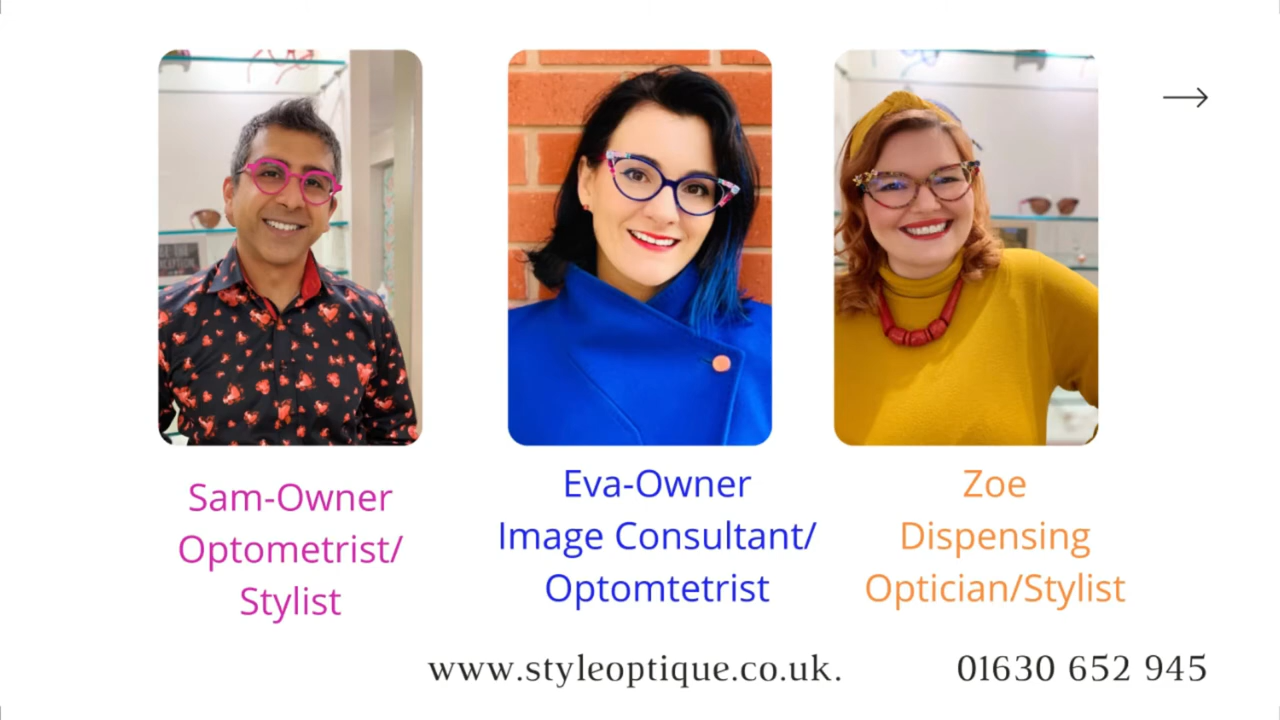 Sam-Owner
Optometrist/
Stylist
Eva-Owner
Image Consultant/
Optomtetrist
Zoe
Dispensing
Optician/Stylist
www.styleoptique.co.uk.
01630 652 945